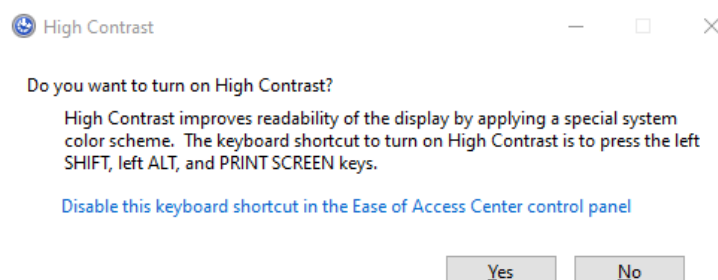 High Contrast
Do you want to turn on High Contrast?
High Contrast improves readability of the display by applying a special system
color scheme.  The keyboard shortcut to turn on High Contrast is to press the left
SHIFT, left ALT, and PRINT SCREEN keys.
Disable this keyboard shortcut in the Ease of Access Center control panel
Yes No